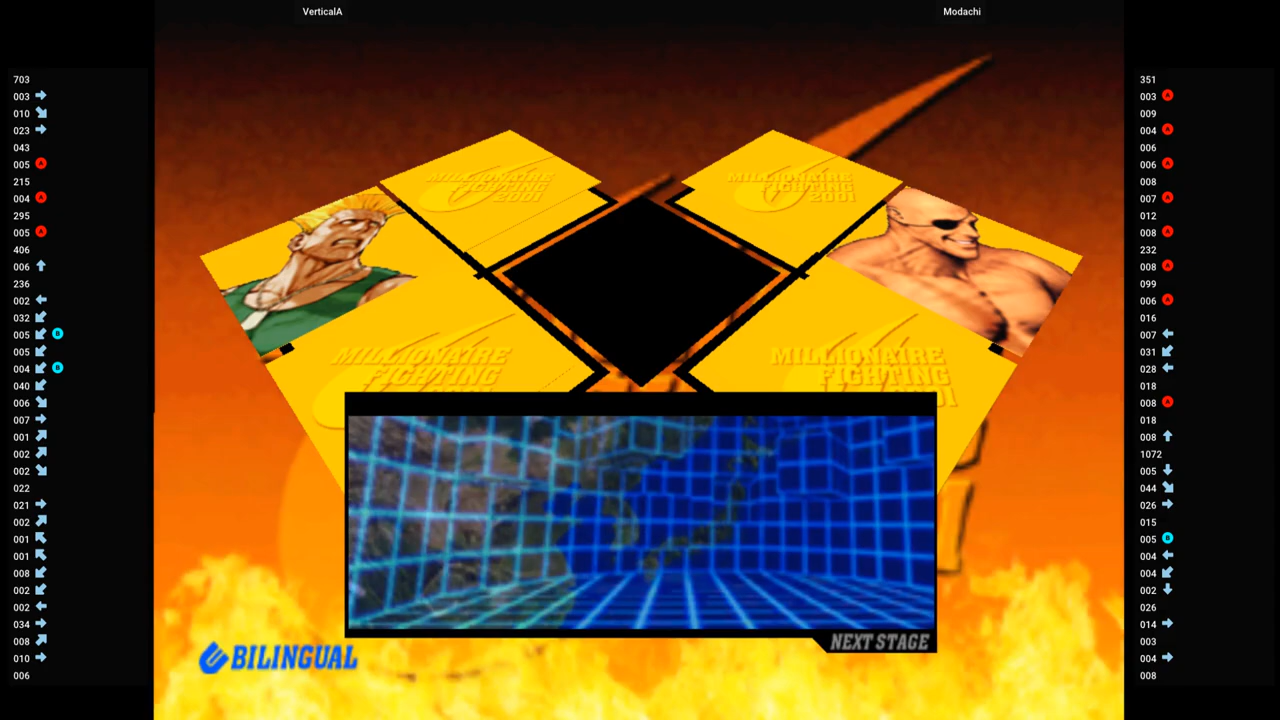 VerticalA
Modachi
703
003
010
023
043
005 A
215
004 A
295
005 A
406
006
236
002
032
005 B
005
004 B
040
006
007
001
002
002
022
021
002
001
001
008
002
002
034
008
010
006
MILLIONAIRE
FIGHTING
2001
MILLIONAIRE
FIGHTING
2001
MILLIONAIRE
FIGHTING
MILLIONAIRE
FIGHTING
NEXT STAGE
BILINGUAL
351
003 A
009
004 A
006
006 A
008
007 A
012
008 A
232
008 A
099
006 A
016
007
031
028
018
008 A
018
008
1072
005
044
026
015
005 B
004
004
002
026
014
003
004
008